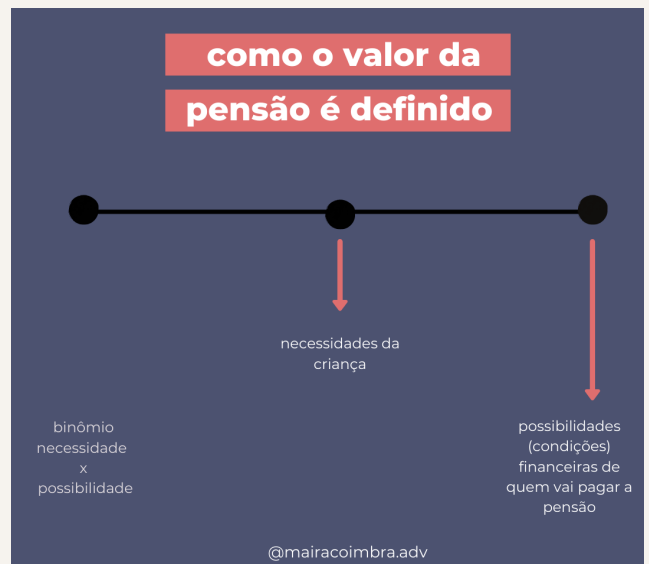 como o valor da
pensão é definido
necessidades da
criança
binômio
necessidade
x
possibilidade
possibilidades
(condições)
financeiras de
quem vai pagar a
pensão
@mairacoimbra.adv